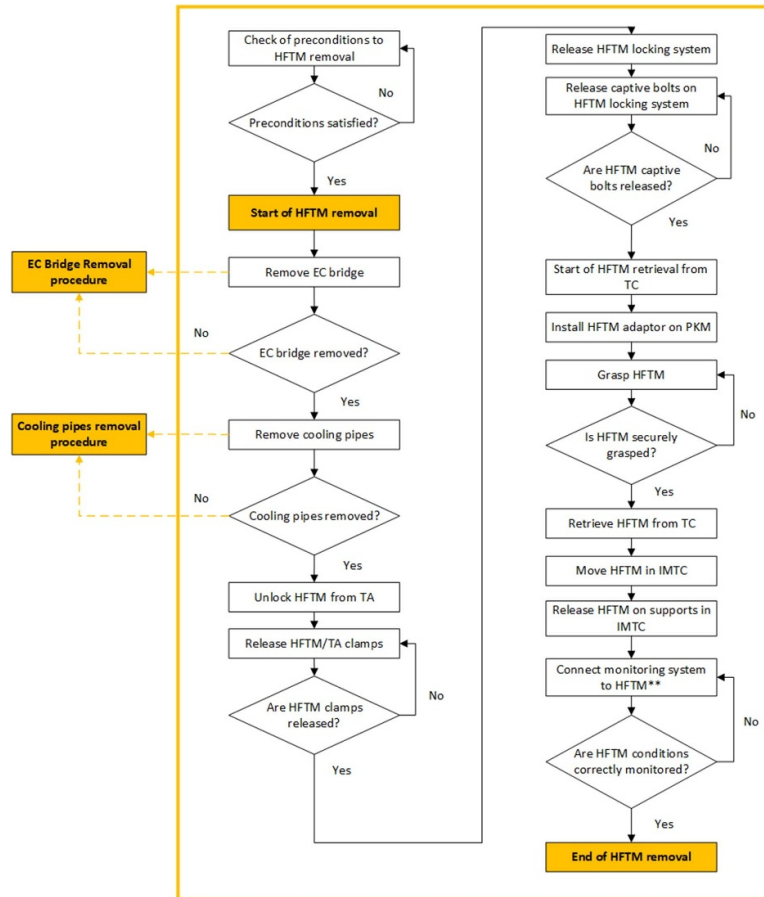 Check of preconditions to
HFTM removal
No
Preconditions satisfied?
Yes
Start of HFTM removal
EC Bridge Removal
procedure
Remove EC bridge
No
EC bridge removed?
Yes
Cooling pipes removal
procedure
Remove cooling pipes
No
Cooling pipes removed?
Yes
Unlock HFTM from TA
Release HFTM/TA clamps
No
Are HFTM clamps
released?
Yes
Release HFTM locking system
Release captive bolts on
HFTM locking system
No
Are HFTM captive
bolts released?
Yes
Start of HFTM retrieval from
TC
Install HFTM adaptor on PKM
Grasp HFTM
No
Is HFTM securely
grasped?
Yes
Retrieve HFTM from TC
Move HFTM in IMTC
Release HFTM on supports in
IMTC
Connect monitoring system
to HFTM**
No
Are HFTM conditions
correctly monitored?
Yes
End of HFTM removal